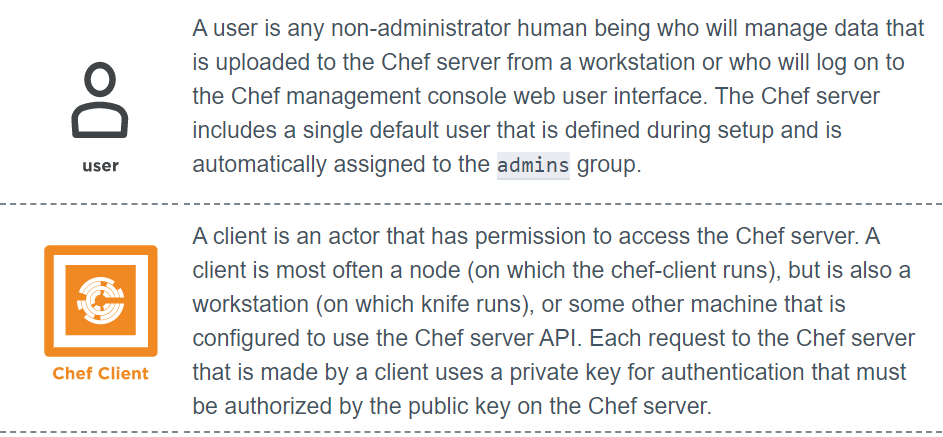 A user is any non-administrator human being who will manage data that
is uploaded to the Chef server from a workstation or who will log on to
the Chef management console web user interface. The Chef server
includes a single default user that is defined during setup and is
automatically assigned to the admins group.
user
A client is an actor that has permission to access the Chef server. A
client is most often a node (on which the chef-client runs), but is also a
workstation (on which knife runs), or some other machine that is
configured to use the Chef server API. Each request to the Chef server
that is made by a client uses a private key for authentication that must
be authorized by the public key on the Chef server.
Chef Client